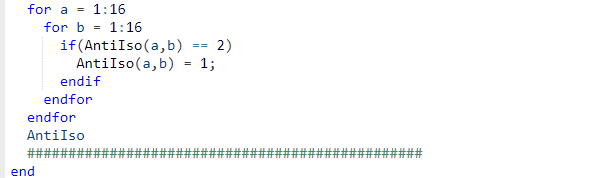 for a = 1:16
for b = 1:16
if(AntiIso(a,b) == 2)
AntiIso(a,b) = 1;
endif
endfor
endfor
AntiIso
################################################
end